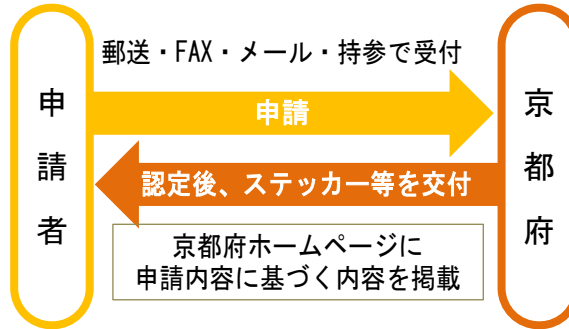 郵送・FAX・メール・持参で受付
申請者
申請
京都府
認定後、ステッカー等を交付
京都府ホームページに
申請内容に基づく内容を掲載